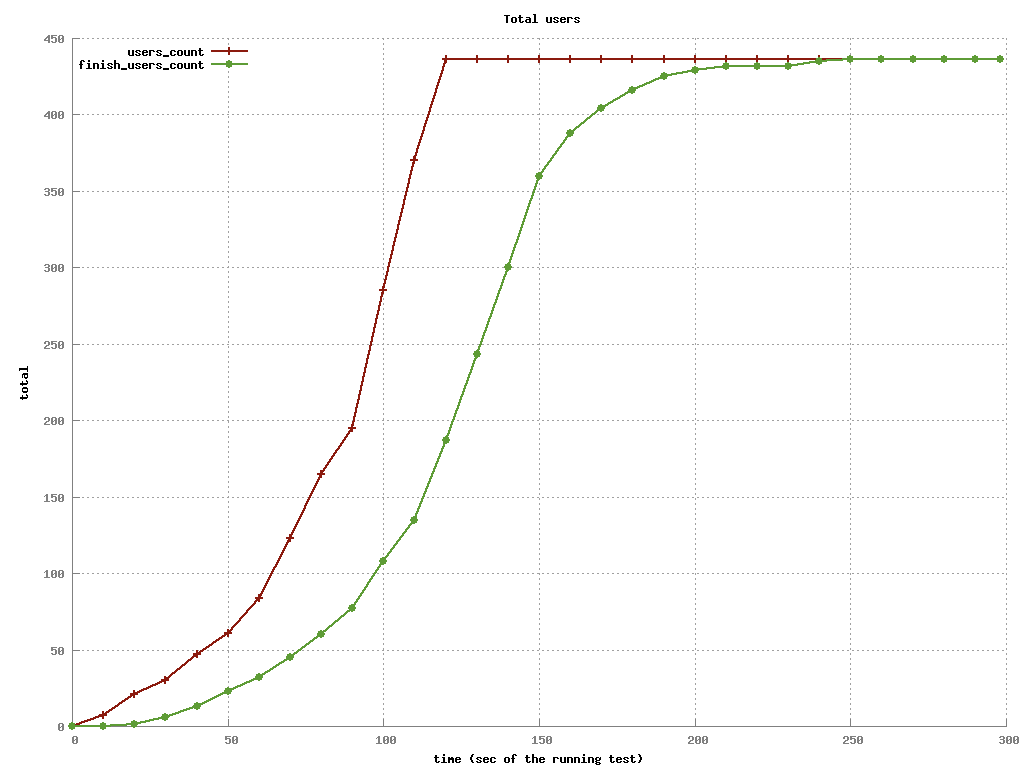 Total users
users_count
finish_users_count
450
400
350
300
250
200
150
100
50
0
total
0 50 100 150 200 250 300
time (sec of the running test)